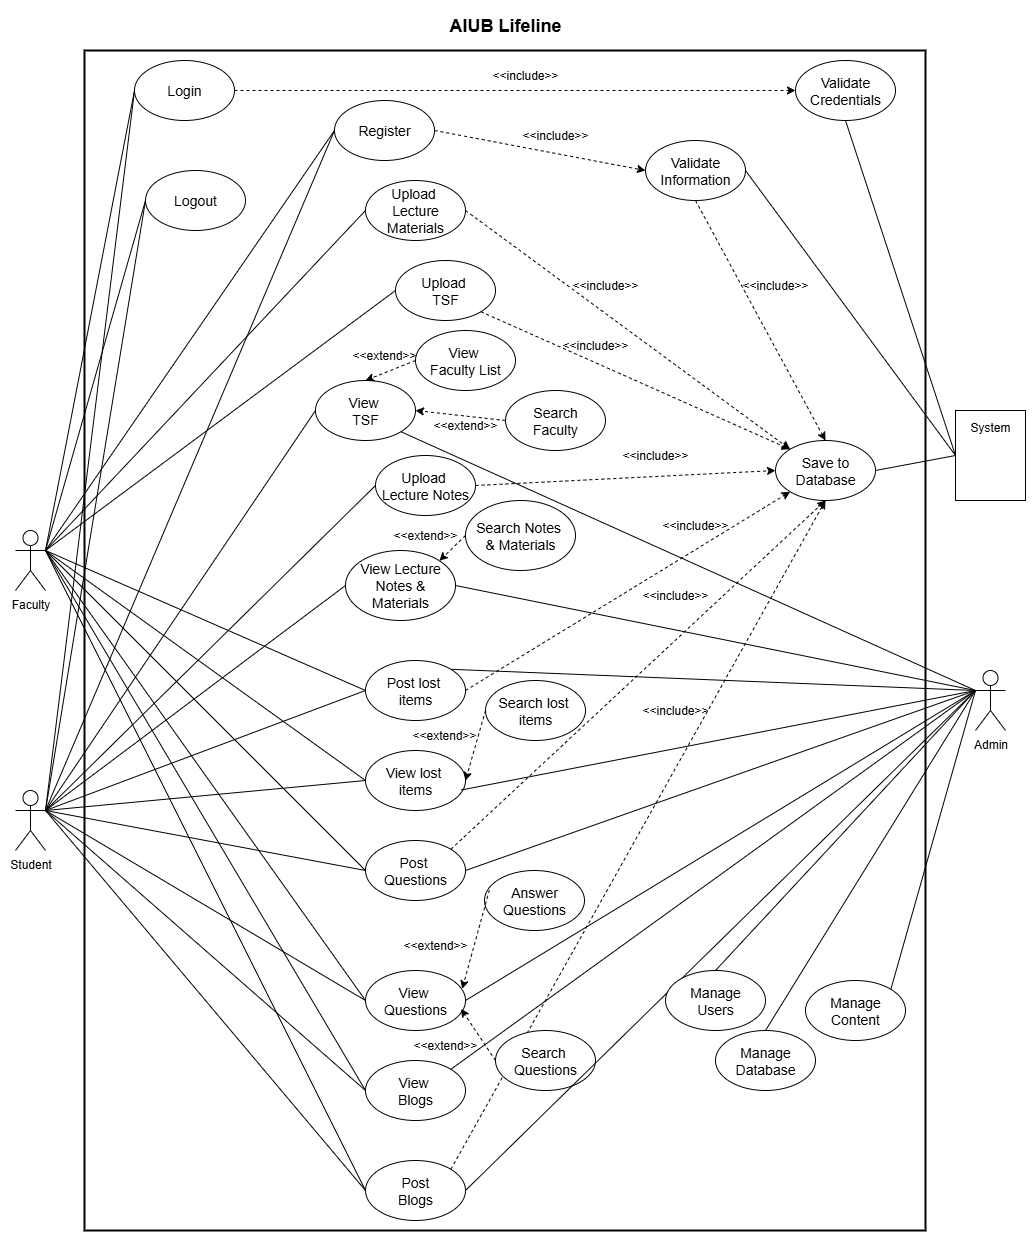 AIUB Lifeline
Login
<<include>>
Validate
Credentials
Register
<<include>>
Validate
Information
Logout
Upload
Lecture
Materials
Upload
TSF
<<include>>
<<include>>
<<include>>
View
Faculty List
<<extend>>
View
TSF
Search
Faculty
<<extend>>
System
Save to
Database
Upload
Lecture Notes
<<include>>
Search Notes
& Materials
<<extend>>
View Lecture
Notes &
Materials
<<include>>
Faculty
<<include>>
Post lost
items
Search lost
items
<<include>>
<<extend>>
Admin
View lost
items
Student
Post
Questions
Answer
Questions
<<extend>>
View
Questions
Manage
Users
Manage
Content
<<extend>>
Search
Questions
Manage
Database
View
Blogs
Post
Blogs